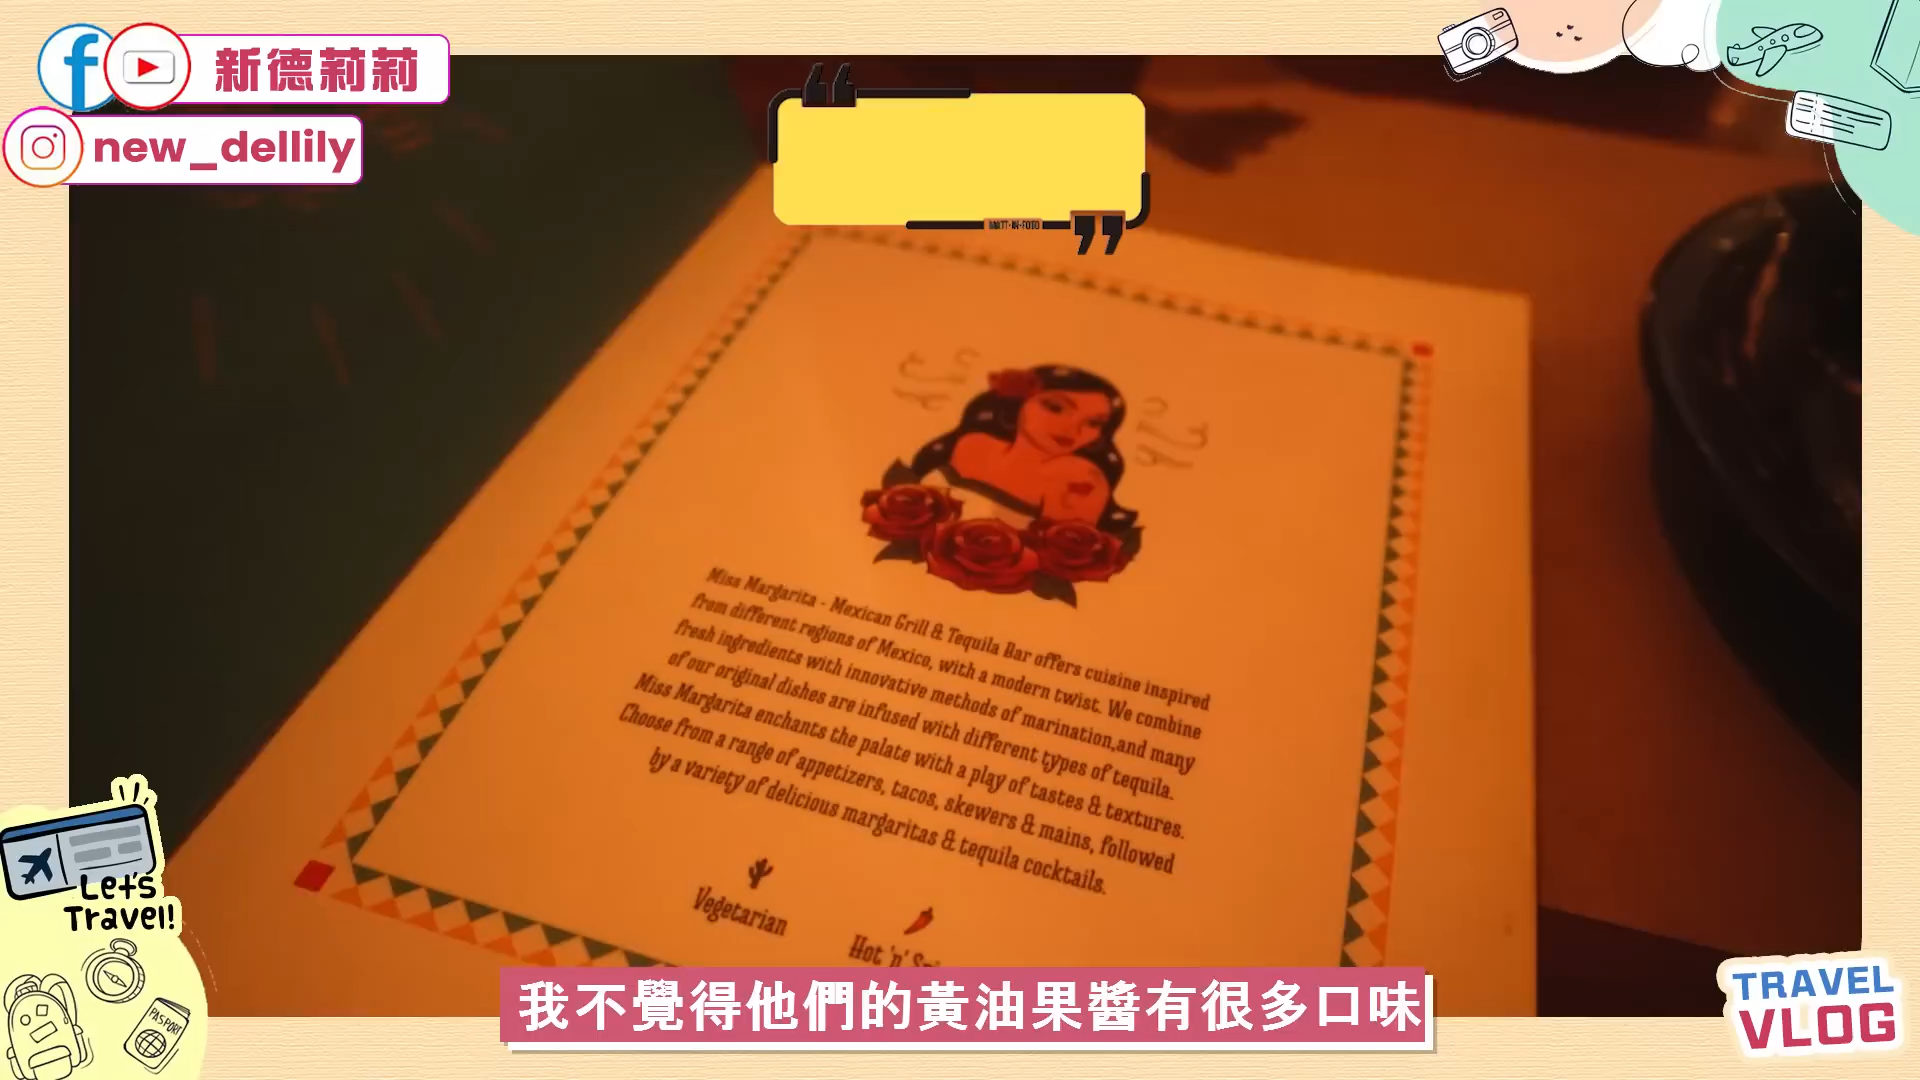 新德莉莉
new_dellily
Miss Margarita - Mexican Grill & Tequila Bar offers cuisine inspired
from different regions of Mexico, with a modern twist. We combine
fresh ingredients with innovative methods of marination,and many
of our original dishes are infused with different types of tequila.
Miss Margarita enchants the palate with a play of tastes & textures.
Choose from a range of appetizers, tacos, skewers & mains, followed
by a variety of delicious margaritas & tequila cocktails.
Vegetarian
Hot 'n'
Let's
Travel!
PASPORT
我不覺得他們的黃油果醬有很多口味
TRAVEL
VLOG